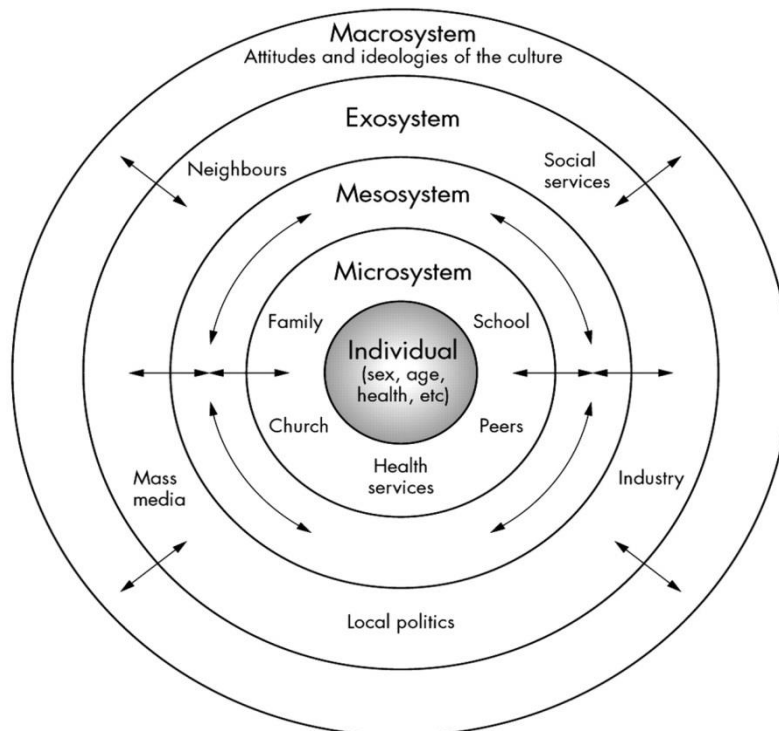 Macrosystem
Attitudes and ideologies of the culture
Exosystem
Neighbours
Social
services
Mesosystem
Microsystem
Family
School
Individual
(sex, age,
health, etc)
Church
Peers
Health
services
Mass
media
Industry
Local politics